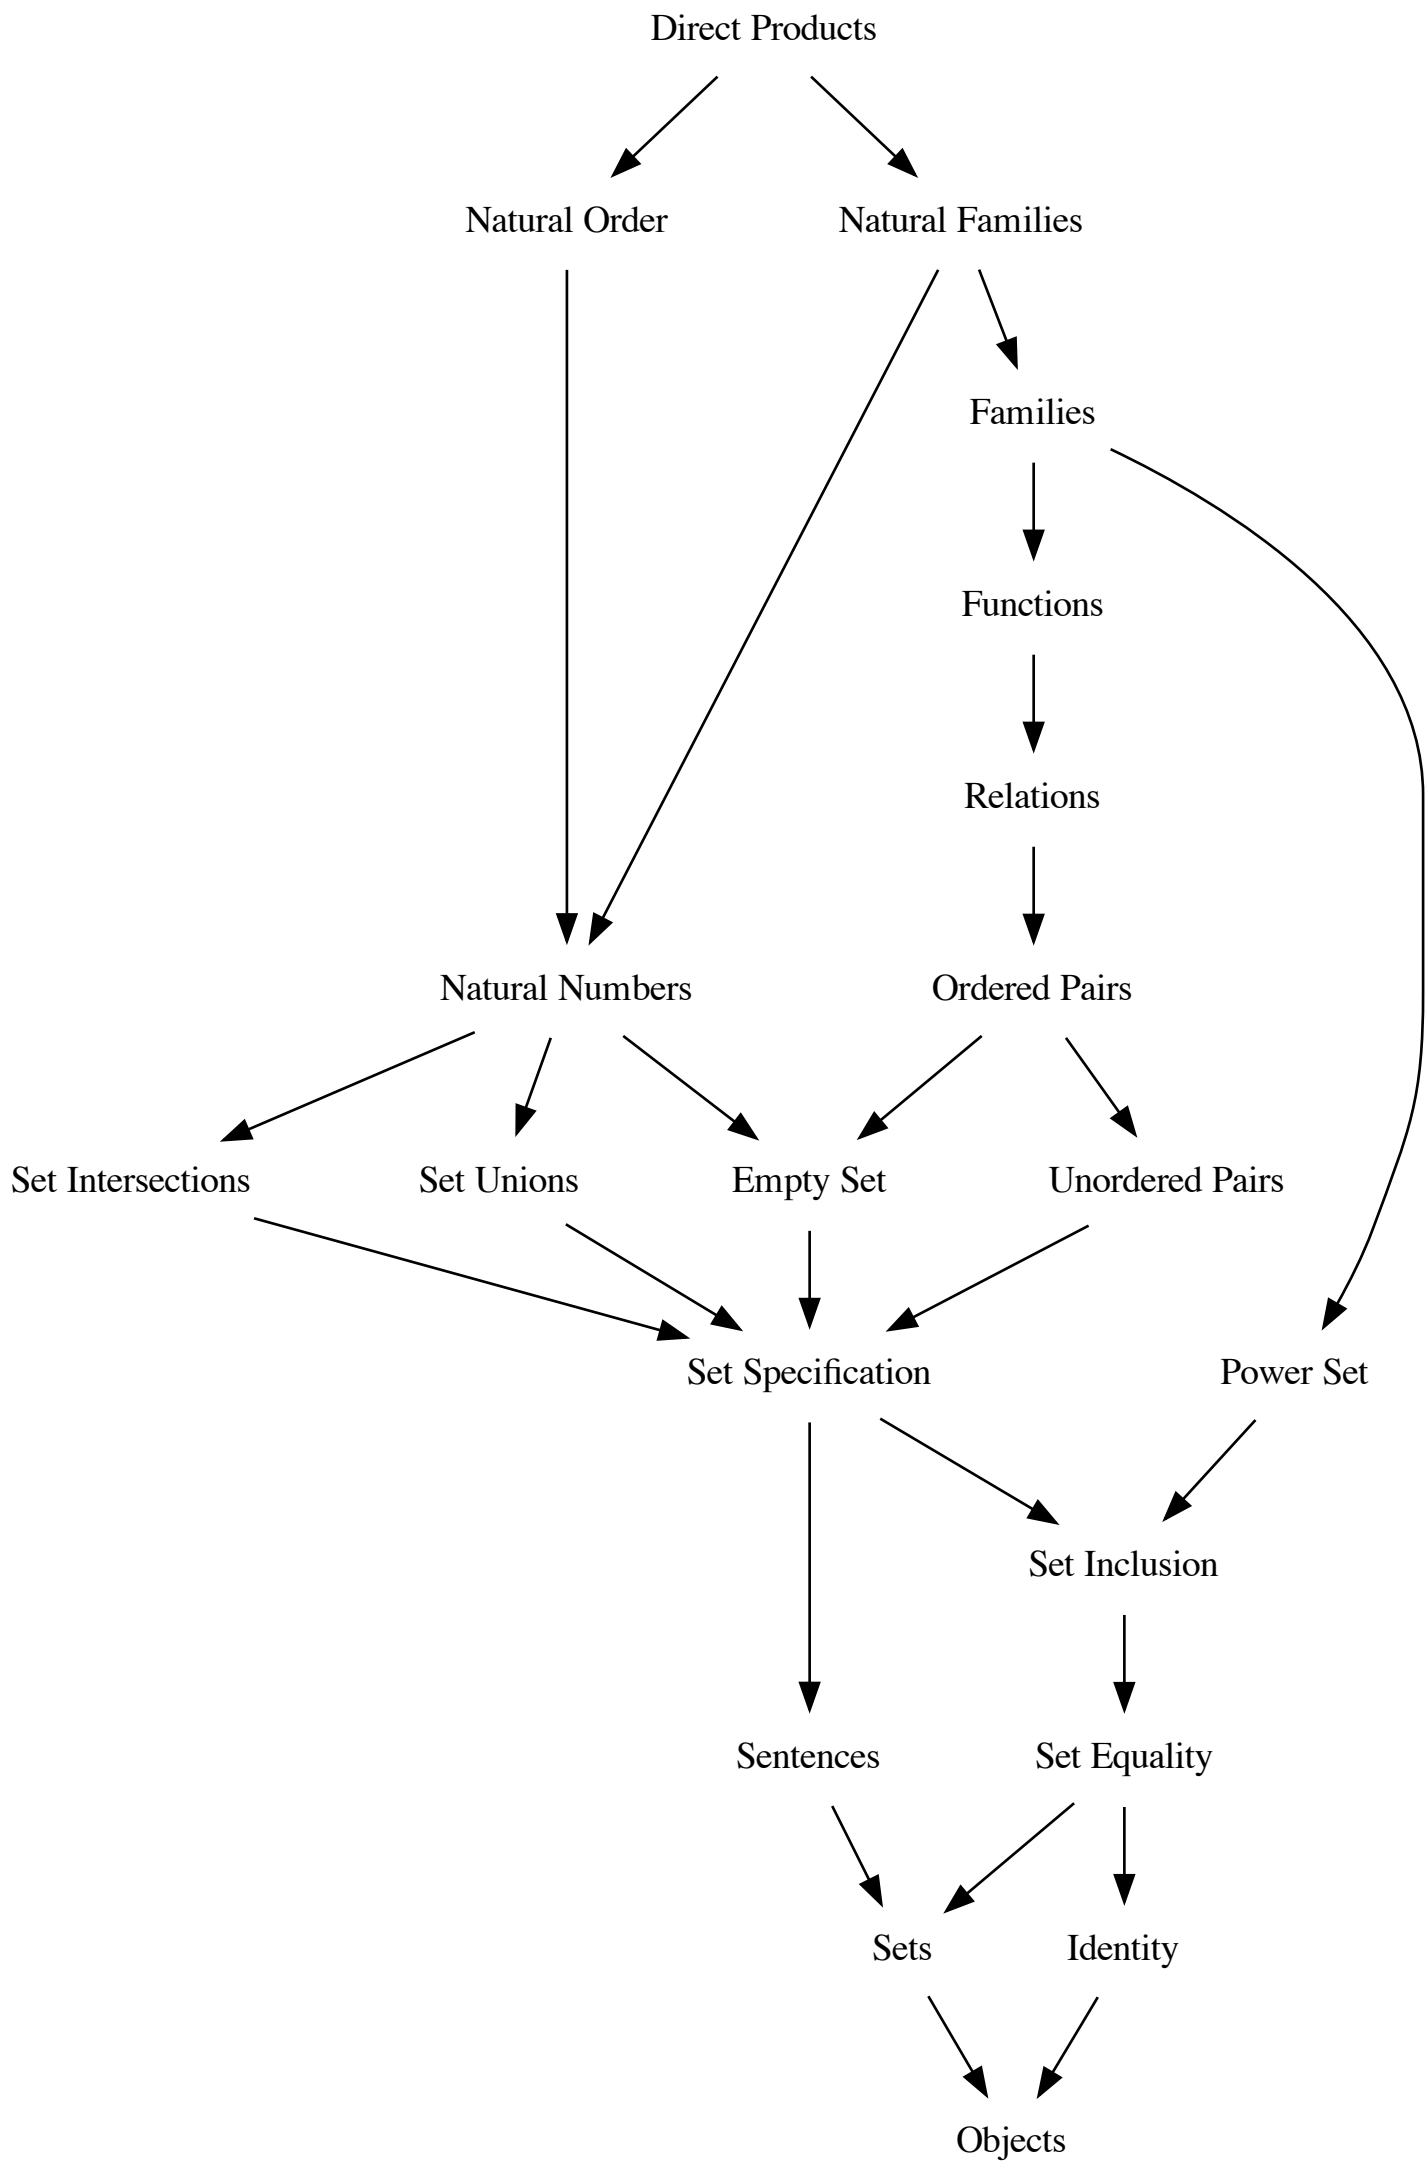 Direct Products
Natural Order
Natural Families
Families
Functions
Relations
Natural Numbers
Ordered Pairs
Set Intersections
Set Unions
Empty Set
Unordered Pairs
Set Specification
Power Set
Set Inclusion
Sentences
Set Equality
Sets
Identity
Objects